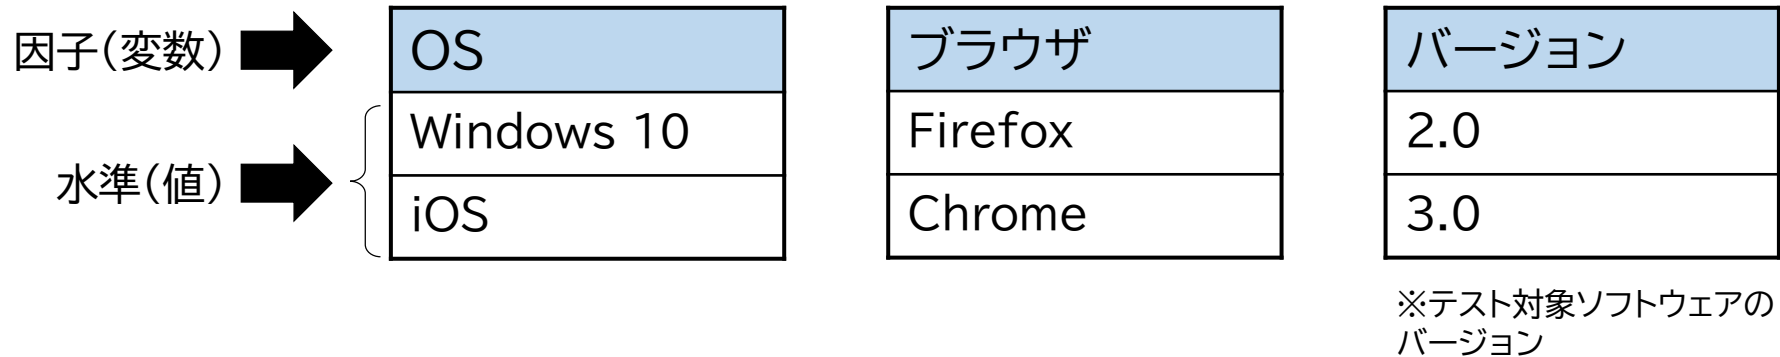 因子(変数)
OS
ブラウザ
バージョン
水準(値)
Windows 10
Firefox
2.0
iOS
Chrome
3.0
※テスト対象ソフトウェアの
バージョン